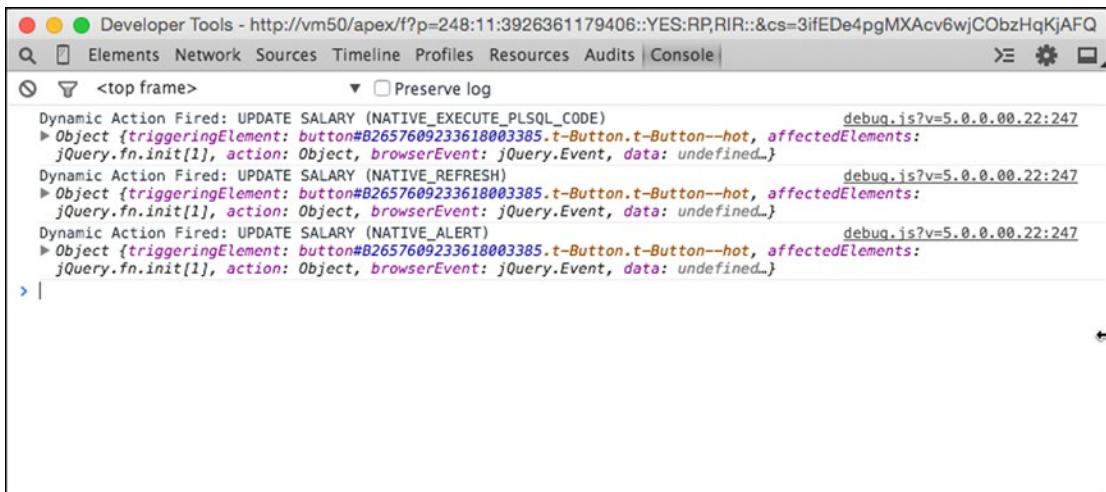 Developer Tools - http://vm50/apex/f?p=248:11:3926361179406::YES:RP,RIR::&cs=3ifEDe4pgMXAcv6wjCObzHqKjAFQ
Elements Network Sources Timeline Profiles Resources Audits Console
<top frame> ▼ Preserve log
Dynamic Action Fired: UPDATE SALARY (NATIVE_EXECUTE_PLSQL_CODE) debug.js?v=5.0.0.00.22:247
▶ Object {triggeringElement: button#B2657609233618003385.t-Button.t-Button--hot, affectedElements:
jQuery.fn.init[1], action: Object, browserEvent: jQuery.Event, data: undefined…}
Dynamic Action Fired: UPDATE SALARY (NATIVE_REFRESH) debug.js?v=5.0.0.00.22:247
▶ Object {triggeringElement: button#B2657609233618003385.t-Button.t-Button--hot, affectedElements:
jQuery.fn.init[1], action: Object, browserEvent: jQuery.Event, data: undefined…}
Dynamic Action Fired: UPDATE SALARY (NATIVE_ALERT) debug.js?v=5.0.0.00.22:247
▶ Object {triggeringElement: button#B2657609233618003385.t-Button.t-Button--hot, affectedElements:
jQuery.fn.init[1], action: Object, browserEvent: jQuery.Event, data: undefined…}
>